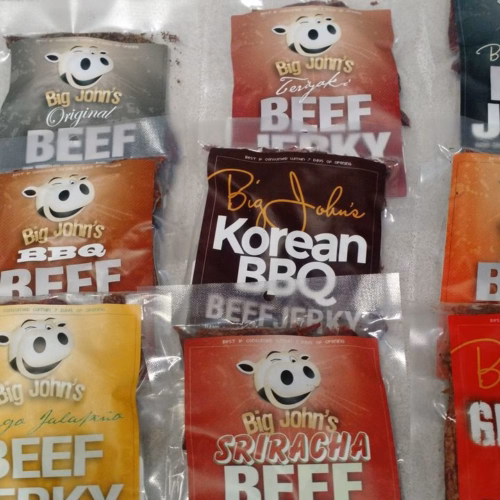 Big John's
Original
BEEF
Big John's
Teriyaki
BEEF
JERKY
Big John's
BBQ
BEEF
Big John's
Korean
BBQ
BEEF JERKY
Big John's
Jalapeño
BEEF
JERKY
Big John's
SRIRACHA
BEEF